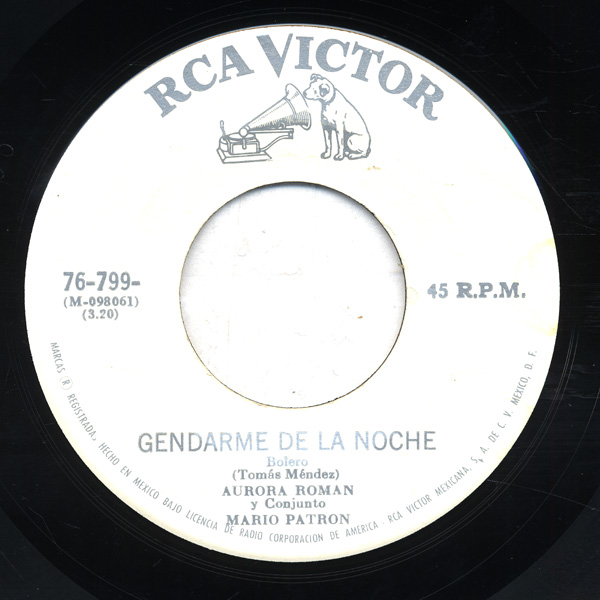 RCA VICTOR
76-799-
(M-098061)
(3.20)
45 R.P.M.
GENDARME DE LA NOCHE
Bolero
(Tomás Méndez)
AURORA ROMAN
y Conjunto
MARIO PATRON
MARCAS (R) REGISTRADA, HECHO EN MEXICO BAJO LICENCIA DE RADIO CORPORACION DE AMERICA - RCA VICTOR MEXICANA, S, A. DE C. V. MEXICO, D. F.